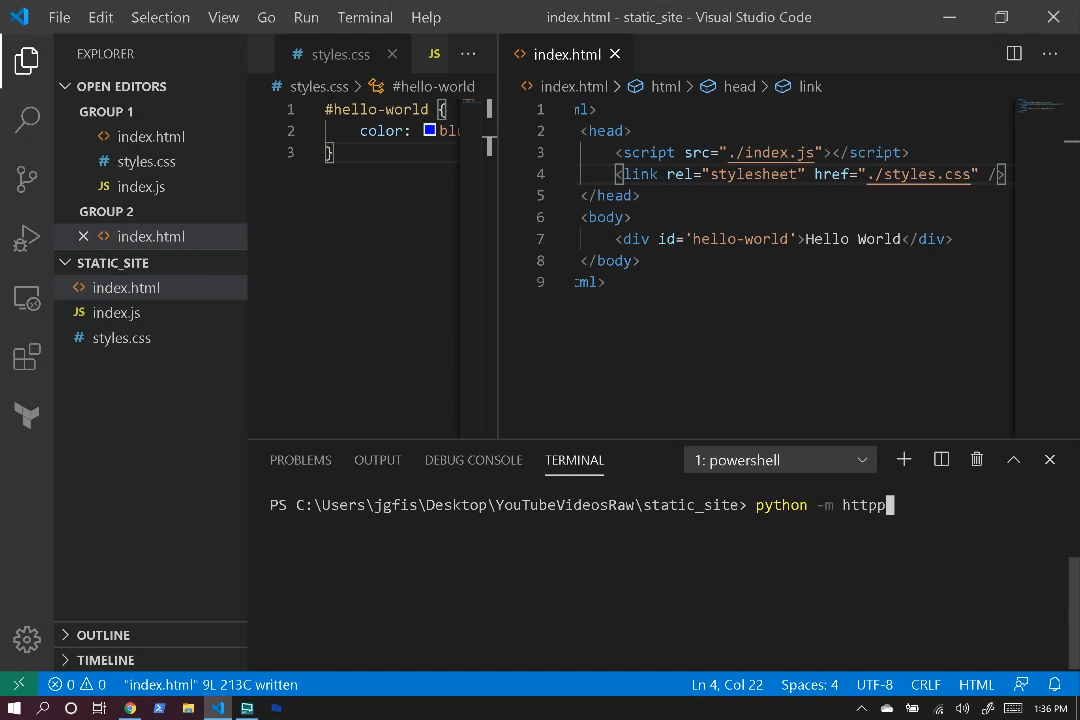 File Edit Selection View Go Run Terminal Help index.html - static_site - Visual Studio Code
EXPLORER
OPEN EDITORS
GROUP 1
index.html
# styles.css
JS index.js
GROUP 2
index.html
STATIC_SITE
index.html
JS index.js
# styles.css
OUTLINE
TIMELINE
# styles.css JS ...
# styles.css > #hello-world
1 #hello-world {
2 color: blu
3 }
index.html
index.html > html > head > link
1 ml>
2 <head>
3 <script src="./index.js"></script>
4 <link rel="stylesheet" href="./styles.css" />
5 </head>
6 <body>
7 <div id='hello-world'>Hello World</div>
8 </body>
9 tml>
PROBLEMS OUTPUT DEBUG CONSOLE TERMINAL 1: powershell
PS C:\Users\jgfis\Desktop\YouTubeVideosRaw\static_site> python -m httpp
0 0 "index.html" 9L 213C written Ln 4, Col 22 Spaces: 4 UTF-8 CRLF HTML
1:36 PM